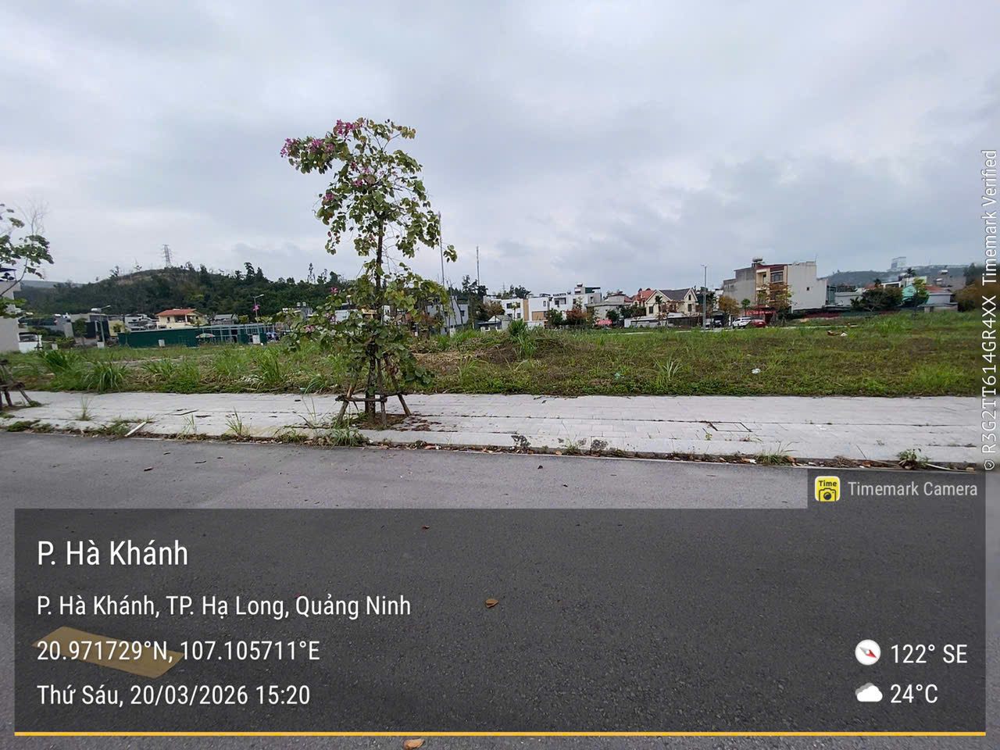 © R3G2TT614GR4XX Timemark Verified
Time
Timemark Camera
P. Hà Khánh
P. Hà Khánh, TP. Hạ Long, Quảng Ninh
20.971729°N, 107.105711°E
122° SE
Thứ Sáu, 20/03/2026 15:20
24°C